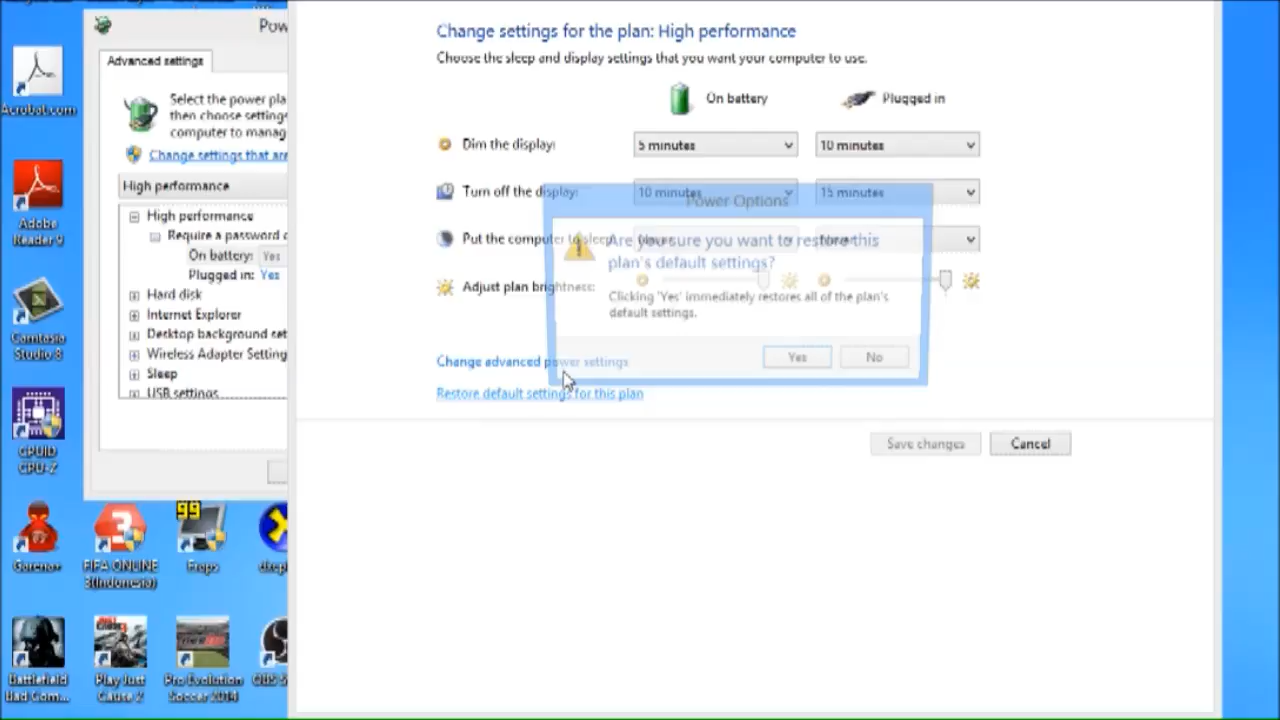 Acrobat.com
Adobe
Reader 9
Camtasia
Studio 8
CPUID
CPU-Z
Garena+
FIFA ONLINE
3(Indonesia)
99
Fraps
Battlefield
Bad Com...
JUST CAUSE
Play Just
Cause 2
Pro Evolution
Soccer 2014
OBS S
Pow
Advanced settings
Select the power pla
then choose settings
computer to manag
Change settings that are
High performance
High performance
Require a password o
On battery: Yes
Plugged in: Yes
Hard disk
Internet Explorer
Desktop background set
Wireless Adapter Setting
Sleep
USB settings
Change settings for the plan: High performance
Choose the sleep and display settings that you want your computer to use.
On battery
Plugged in
Dim the display:
5 minutes
10 minutes
Turn off the display:
10 minutes
15 minutes
Put the computer to sleep:
Never
Never
Adjust plan brightness:
Power Options
Are you sure you want to restore this
plan's default settings?
Clicking 'Yes' immediately restores all of the plan's
default settings.
Yes
No
Change advanced power settings
Restore default settings for this plan
Save changes
Cancel